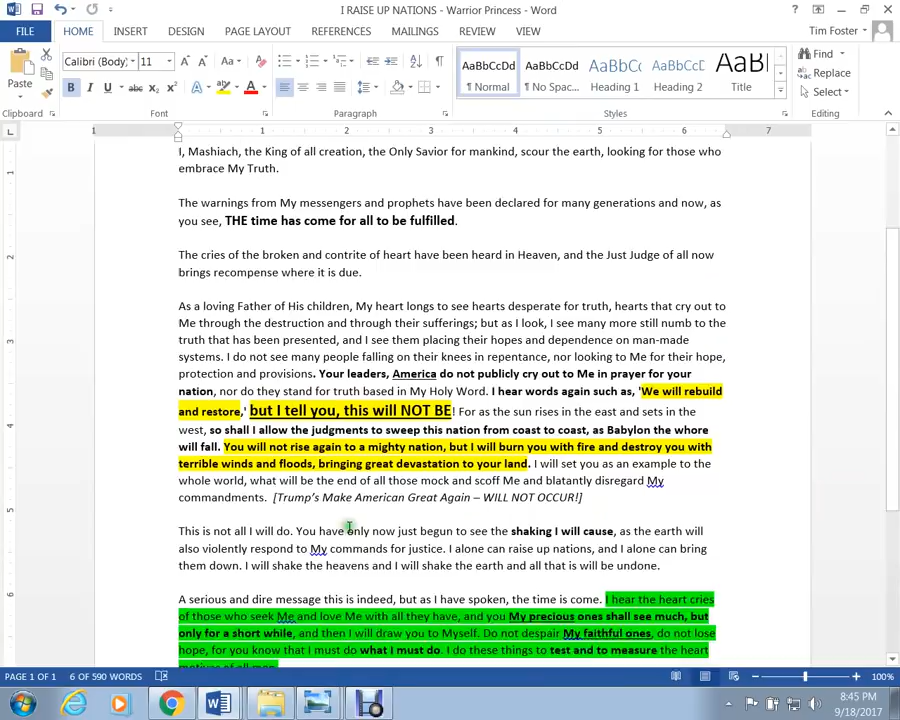 I RAISE UP NATIONS - Warrior Princess - Word
FILE HOME INSERT DESIGN PAGE LAYOUT REFERENCES MAILINGS REVIEW VIEW Tim Foster
Calibri (Body) 11
Paste
B I U abc x₂ x²
AaBbCcDd AaBbCcDd AaBbCc AaBbCcD AaBb
¶ Normal ¶ No Spac... Heading 1 Heading 2 Title
Find
Replace
Select
Clipboard Font Paragraph Styles Editing
1 1 2 3 4 5 6 7
I, Mashiach, the King of all creation, the Only Savior for mankind, scour the earth, looking for those who
embrace My Truth.
The warnings from My messengers and prophets have been declared for many generations and now, as
you see, THE time has come for all to be fulfilled.
The cries of the broken and contrite of heart have been heard in Heaven, and the Just Judge of all now
brings recompense where it is due.
As a loving Father of His children, My heart longs to see hearts desperate for truth, hearts that cry out to
Me through the destruction and through their sufferings; but as I look, I see many more still numb to the
truth that has been presented, and I see them placing their hopes and dependence on man-made
systems. I do not see many people falling on their knees in repentance, nor looking to Me for their hope,
protection and provisions. Your leaders, America do not publicly cry out to Me in prayer for your
nation, nor do they stand for truth based in My Holy Word. I hear words again such as, 'We will rebuild
and restore,' but I tell you, this will NOT BE! For as the sun rises in the east and sets in the
west, so shall I allow the judgments to sweep this nation from coast to coast, as Babylon the whore
will fall. You will not rise again to a mighty nation, but I will burn you with fire and destroy you with
terrible winds and floods, bringing great devastation to your land. I will set you as an example to the
whole world, what will be the end of all those mock and scoff Me and blatantly disregard My
commandments. [Trump's Make American Great Again – WILL NOT OCCUR!]
This is not all I will do. You have only now just begun to see the shaking I will cause, as the earth will
also violently respond to My commands for justice. I alone can raise up nations, and I alone can bring
them down. I will shake the heavens and I will shake the earth and all that is will be undone.
A serious and dire message this is indeed, but as I have spoken, the time is come. I hear the heart cries
of those who seek Me and love Me with all they have, and you My precious ones shall see much, but
only for a short while, and then I will draw you to Myself. Do not despair My faithful ones, do not lose
hope, for you know that I must do what I must do. I do these things to test and to measure the heart
motives of all men.
1
2
3
4
5
6
PAGE 1 OF 1 6 OF 590 WORDS 100%
8:45 PM
9/18/2017